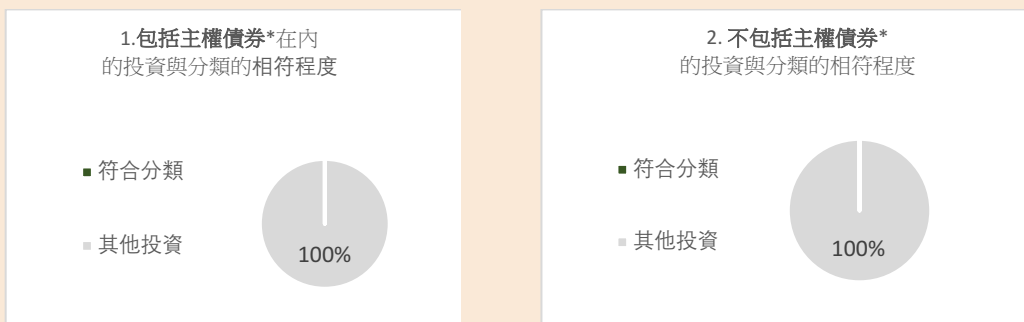 1.包括主權債券*在內
的投資與分類的相符程度
符合分類
其他投資
100%
2. 不包括主權債券*
的投資與分類的相符程度
符合分類
其他投資
100%